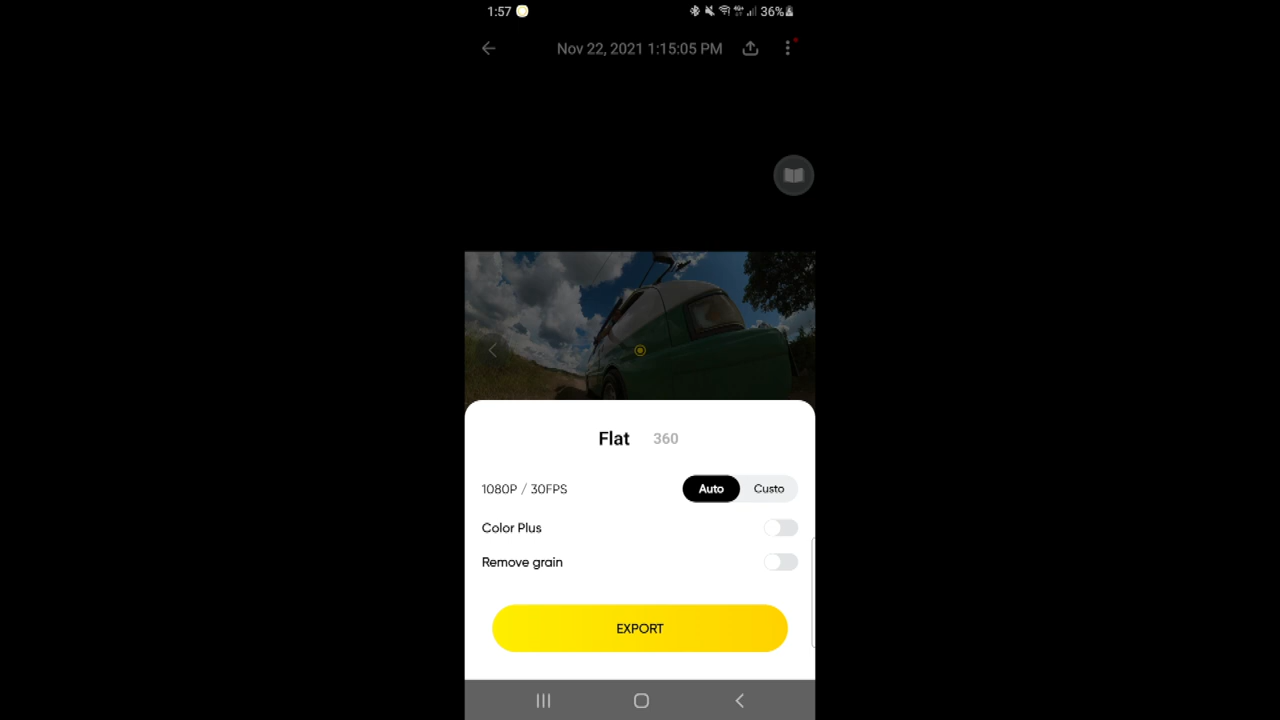 1:57 36%
Nov 22, 2021 1:15:05 PM
Flat 360
1080P / 30FPS Auto Custo
Color Plus
Remove grain
EXPORT